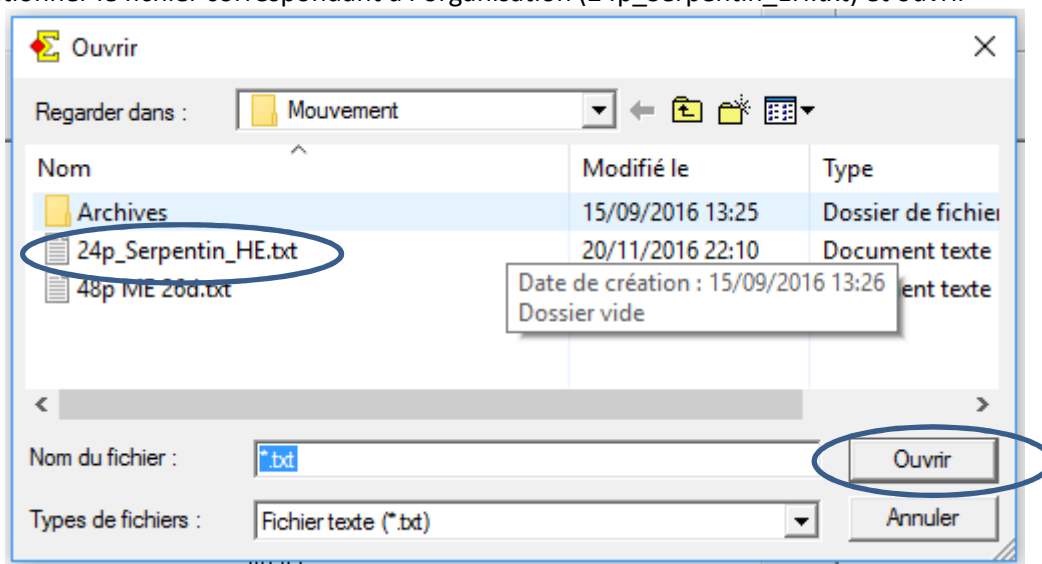 Ouvrir
Regarder dans : Mouvement
Nom Modifié le Type
Archives 15/09/2016 13:25 Dossier de fichier
24p_Serpentin_HE.txt 20/11/2016 22:10 Document texte
48p ME 26d.txt texte
Date de création : 15/09/2016 13:26
Dossier vide
Nom du fichier : *.txt Ouvrir
Types de fichiers : Fichier texte (*.txt) Annuler